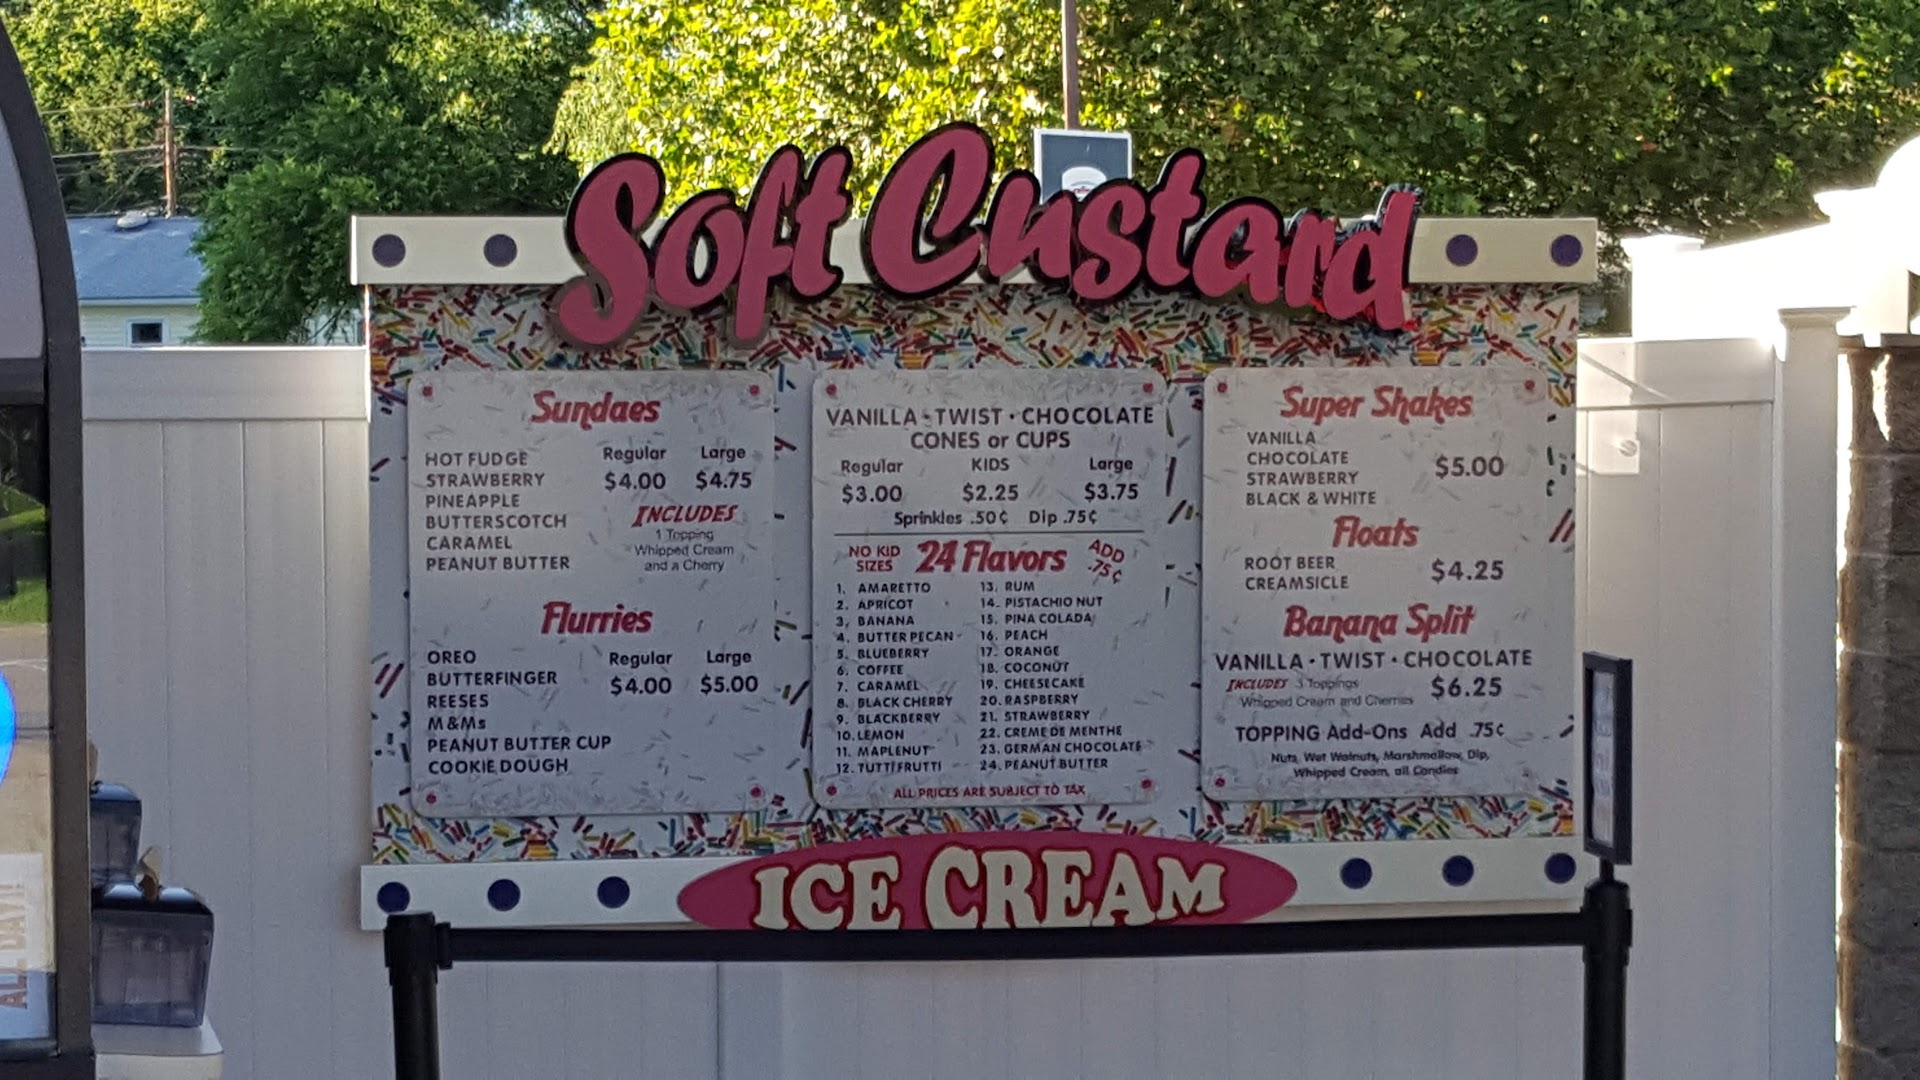 Soft Custard
Sundaes
Regular Large
HOT FUDGE
STRAWBERRY $4.00 $4.75
PINEAPPLE
BUTTERSCOTCH INCLUDES
CARAMEL 1 Topping
Whipped Cream
PEANUT BUTTER and a Cherry
Flurries
OREO Regular Large
BUTTERFINGER $4.00 $5.00
REESES
M&Ms
PEANUT BUTTER CUP
COOKIE DOUGH
VANILLA • TWIST • CHOCOLATE
CONES or CUPS
Regular KIDS Large
$3.00 $2.25 $3.75
Sprinkles .50¢ Dip .75¢
NO KID SIZES 24 Flavors ADD .75¢
1. AMARETTO
2. APRICOT
3. BANANA
4. BUTTER PECAN
5. BLUEBERRY
6. COFFEE
7. CARAMEL
8. BLACK CHERRY
9. BLACKBERRY
10. LEMON
11. MAPLENUT
12. TUTTI FRUTTI
13. RUM
14. PISTACHIO NUT
15. PINA COLADA
16. PEACH
17. ORANGE
18. COCONUT
19. CHEESECAKE
20. RASPBERRY
21. STRAWBERRY
22. CREME DE MENTHE
23. GERMAN CHOCOLATE
24. PEANUT BUTTER
ALL PRICES ARE SUBJECT TO TAX
Super Shakes
VANILLA
CHOCOLATE $5.00
STRAWBERRY
BLACK & WHITE
Floats
ROOT BEER $4.25
CREAMSICLE
Banana Split
VANILLA • TWIST • CHOCOLATE
INCLUDES 3 Toppings $6.25
Whipped Cream and Cherries
TOPPING Add-Ons Add .75¢
Nuts, Wet Walnuts, Marshmallow, Dip,
Whipped Cream, all Candies
ICE CREAM
ALL DAY!